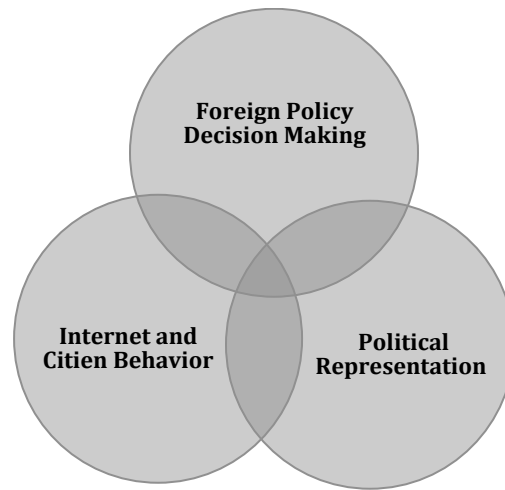 Foreign Policy
Decision Making
Internet and
Citien Behavior
Political
Representation